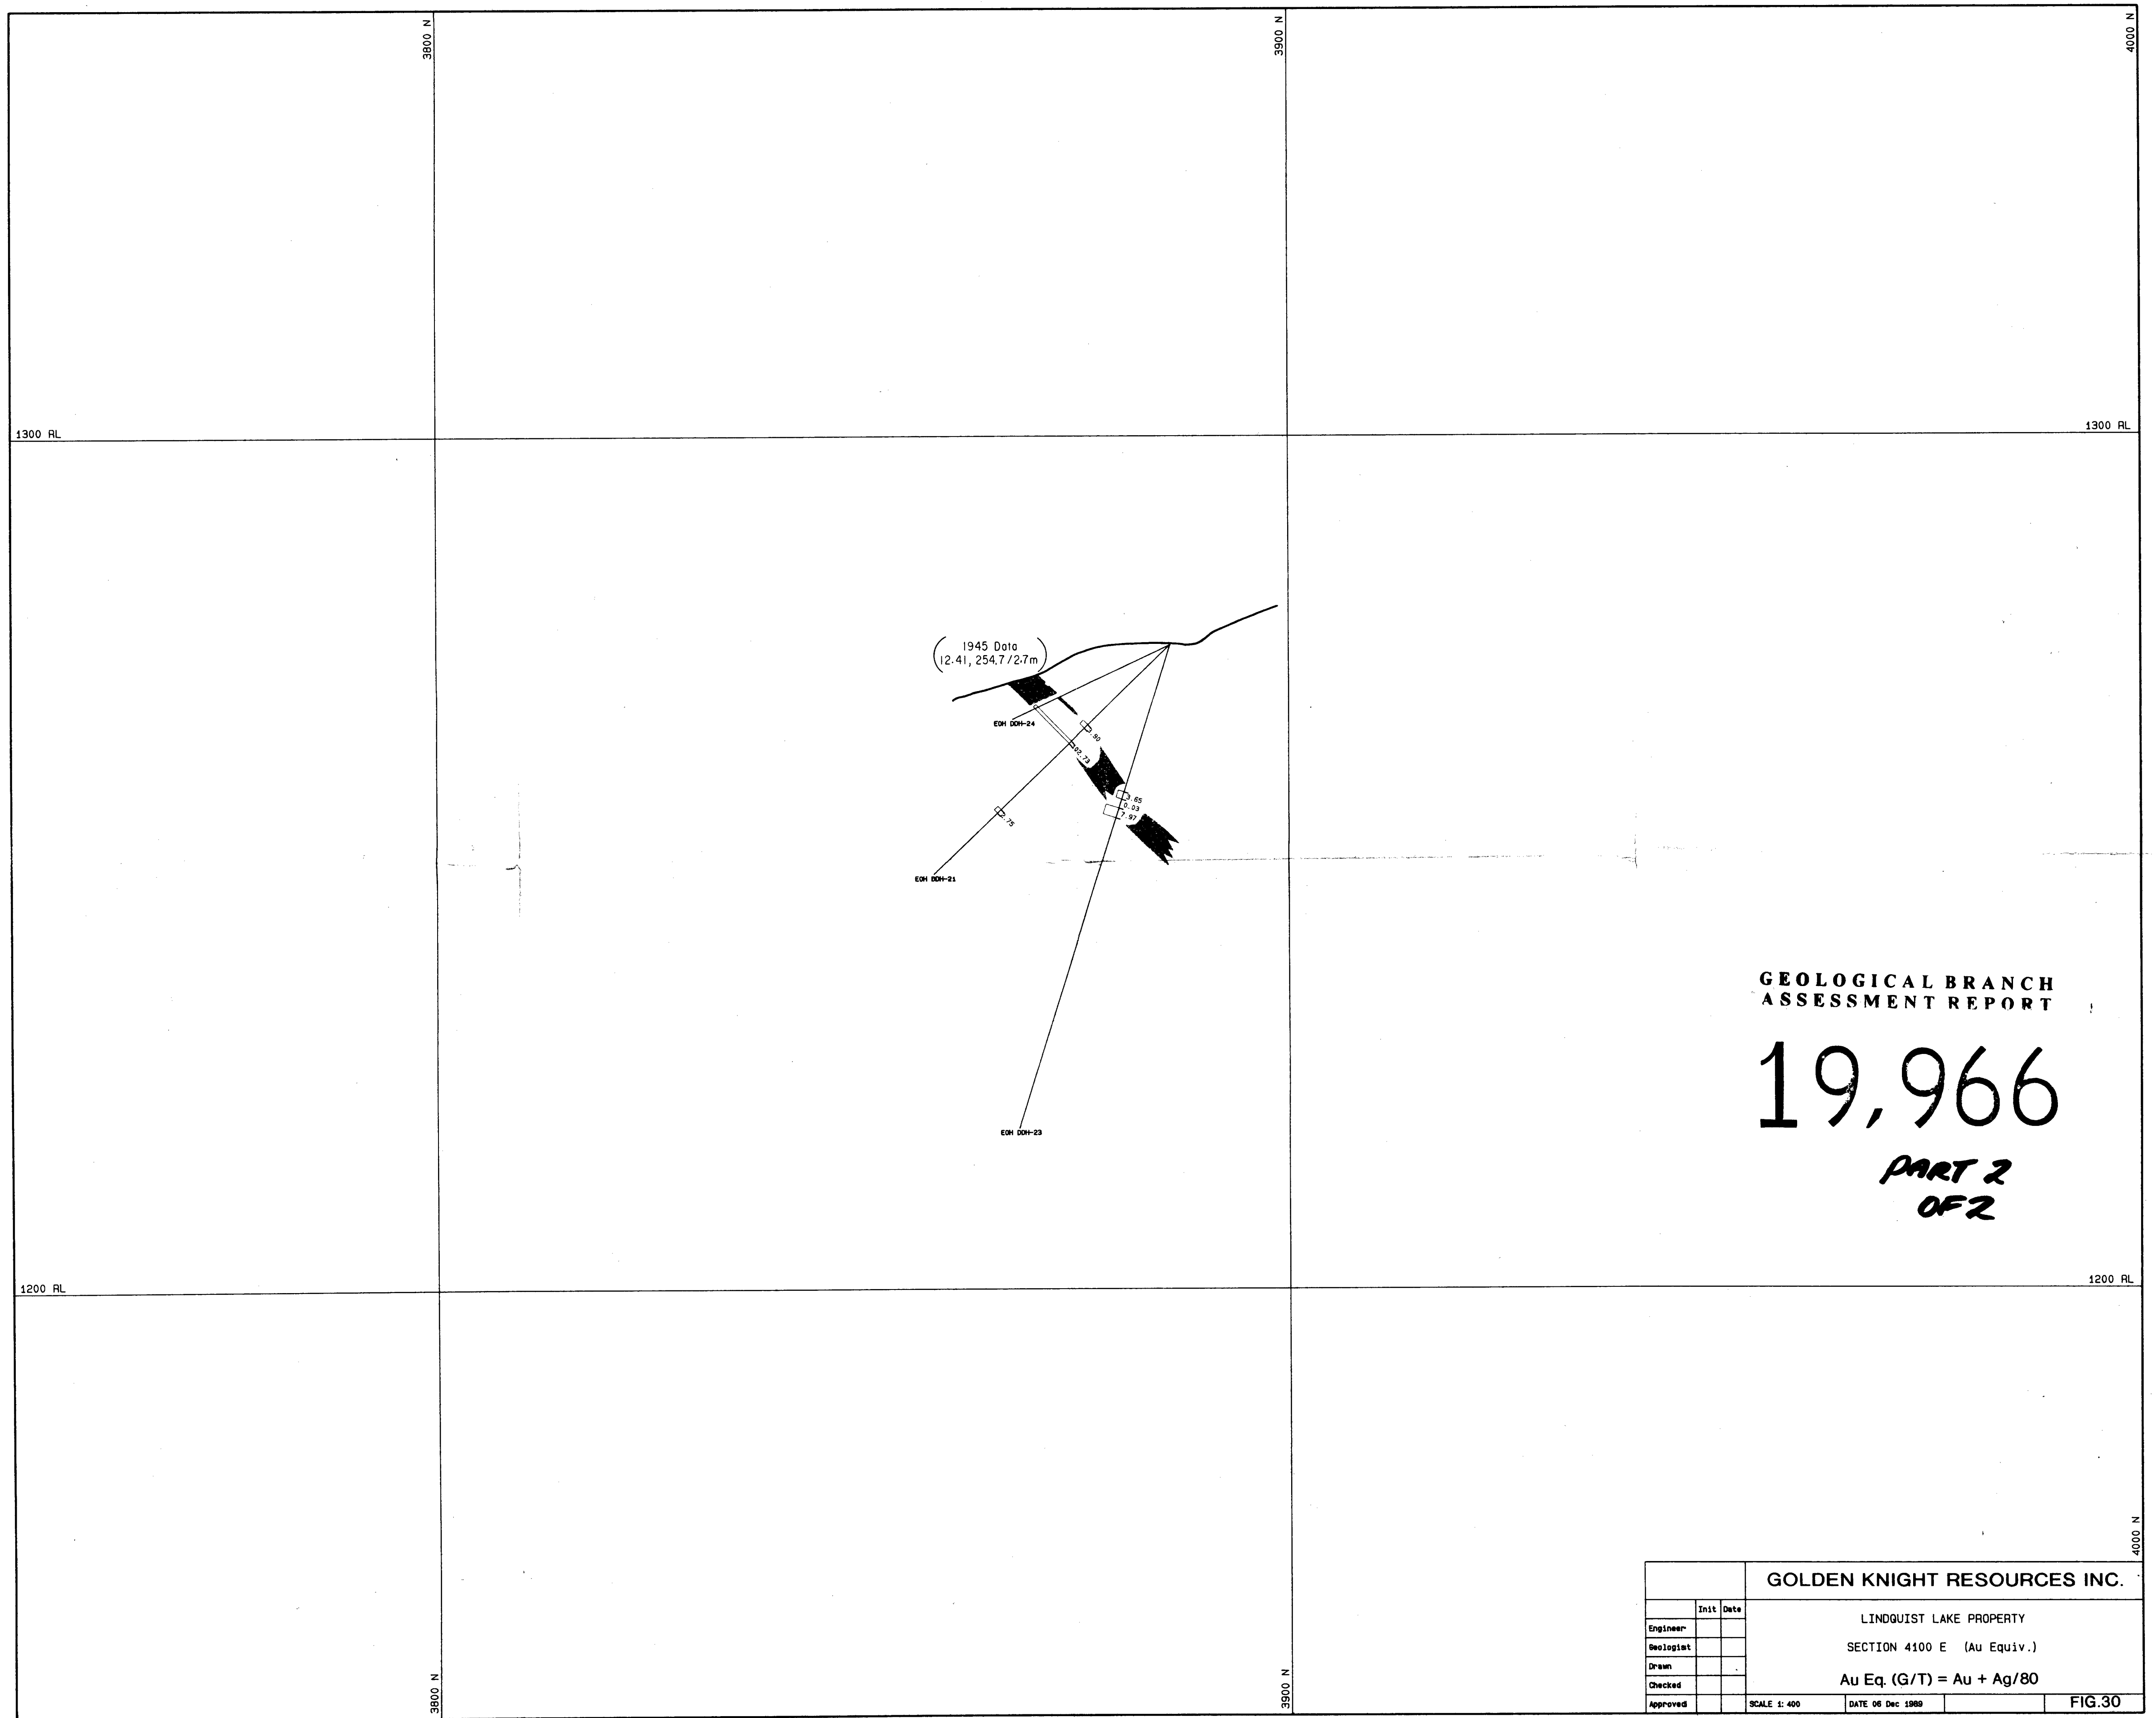 3800 N
3900 N
4000 N
1300 RL
1300 RL
1945 Data
12.41, 254.7/2.7m
EOH DDH-24
.90
02.73
3.65
0.03
7.97
2.75
EOH DDH-21
EOH DDH-23
GEOLOGICAL BRANCH
ASSESSMENT REPORT
19,966
PART 2
OF 2
1200 RL
1200 RL
4000 N
3800 N
3900 N
GOLDEN KNIGHT RESOURCES INC.
Init Date
Engineer
Geologist
Drawn
Checked
Approved
LINDQUIST LAKE PROPERTY
SECTION 4100 E (Au Equiv.)
Au Eq. (G/T) = Au + Ag/80
SCALE 1: 400
DATE 06 Dec 1989
FIG.30